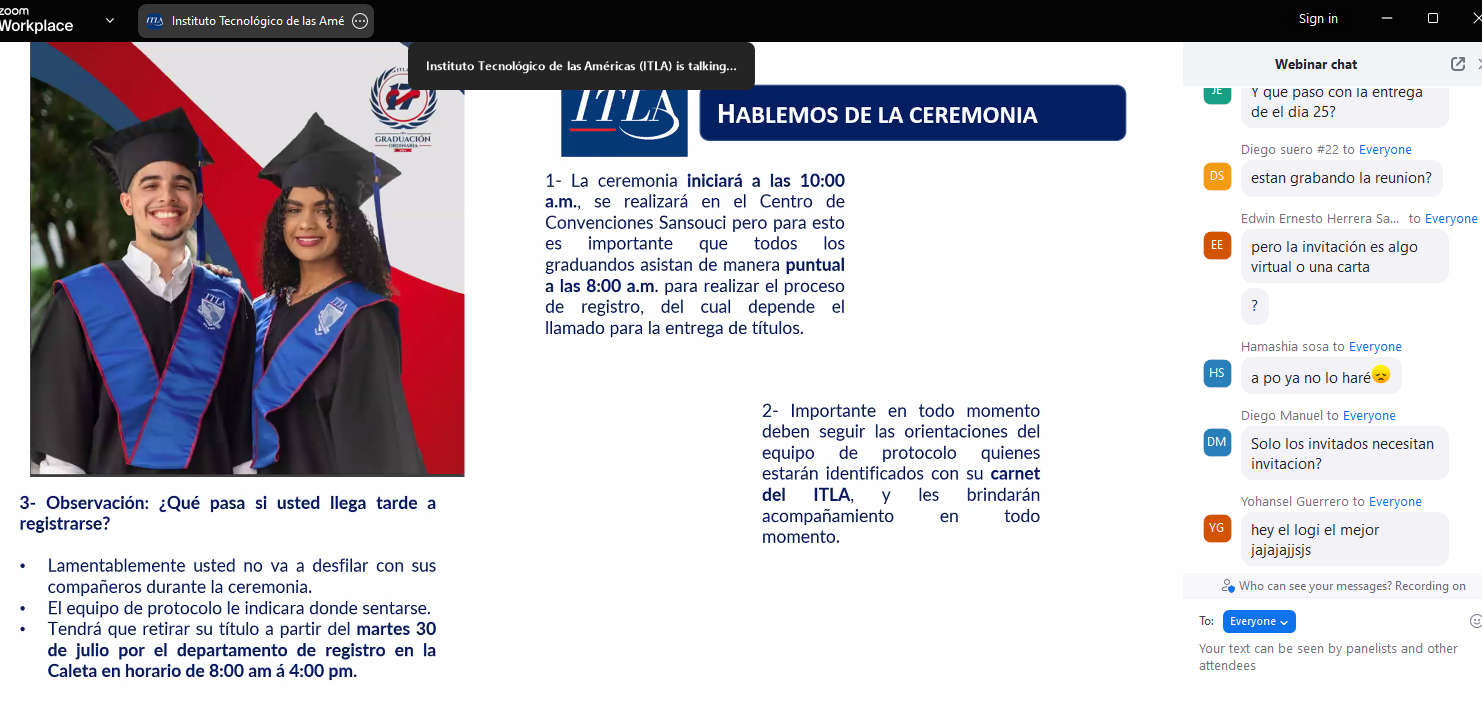 zoom
Workplace
Instituto Tecnológico de las Amé
Sign in
Instituto Tecnológico de las Américas (ITLA) is talking...
GRADUACIÓN
ORDINARIA
ITLA
ITLA
ITLA
HABLEMOS DE LA CEREMONIA
1- La ceremonia iniciará a las 10:00
a.m., se realizará en el Centro de
Convenciones Sansouci pero para esto
es importante que todos los
graduandos asistan de manera puntual
a las 8:00 a.m. para realizar el proceso
de registro, del cual depende el
llamado para la entrega de títulos.
2- Importante en todo momento
deben seguir las orientaciones del
equipo de protocolo quienes
estarán identificados con su carnet
del ITLA, y les brindarán
acompañamiento en todo
momento.
3- Observación: ¿Qué pasa si usted llega tarde a
registrarse?
• Lamentablemente usted no va a desfilar con sus
compañeros durante la ceremonia.
• El equipo de protocolo le indicara donde sentarse.
• Tendrá que retirar su título a partir del martes 30
de julio por el departamento de registro en la
Caleta en horario de 8:00 am á 4:00 pm.
Webinar chat
JE
Y que paso con la entrega
de el dia 25?
Diego suero #22 to Everyone
DS
estan grabando la reunion?
Edwin Ernesto Herrera Sa... to Everyone
EE
pero la invitación es algo
virtual o una carta
?
Hamashia sosa to Everyone
HS
a po ya no lo haré
Diego Manuel to Everyone
DM
Solo los invitados necesitan
invitacion?
Yohansel Guerrero to Everyone
YG
hey el logi el mejor
jajajajjsjs
Who can see your messages? Recording on
To: Everyone
Your text can be seen by panelists and other
attendees